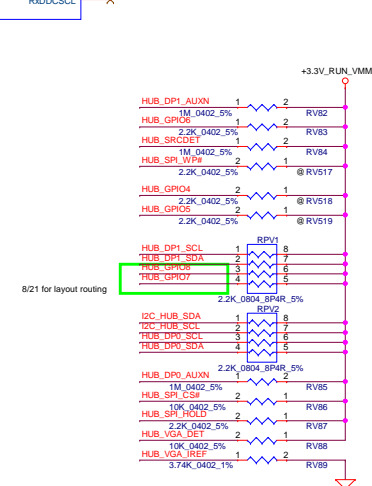 RxDDCSCL
+3.3V_RUN_VMM
HUB_DP1_AUXN 1 2
1M_0402_5% RV82
HUB_GPIO6 1 2
2.2K_0402_5% RV83
HUB_SRCDET 1 2
1M_0402_5% RV84
HUB_SPI_WP# 2 1
2.2K_0402_5% @ RV517
HUB_GPIO4 2 1
2.2K_0402_5% @ RV518
HUB_GPIO5 2 1
2.2K_0402_5% @ RV519
RPV1
HUB_DP1_SCL 1 8
HUB_DP1_SDA 2 7
HUB_GPIO8 3 6
HUB_GPIO7 4 5
8/21 for layout routing
2.2K_0804_8P4R_5%
RPV2
I2C_HUB_SDA 1 8
I2C_HUB_SCL 2 7
HUB_DP0_SCL 3 6
HUB_DP0_SDA 4 5
2.2K_0804_8P4R_5%
HUB_DP0_AUXN 1 2
1M_0402_5% RV85
HUB_SPI_CS# 2 1
10K_0402_5% RV86
HUB_SPI_HOLD 2 1
2.2K_0402_5% RV87
HUB_VGA_DET 2 1
10K_0402_5% RV88
HUB_VGA_IREF 1 2
3.74K_0402_1% RV89